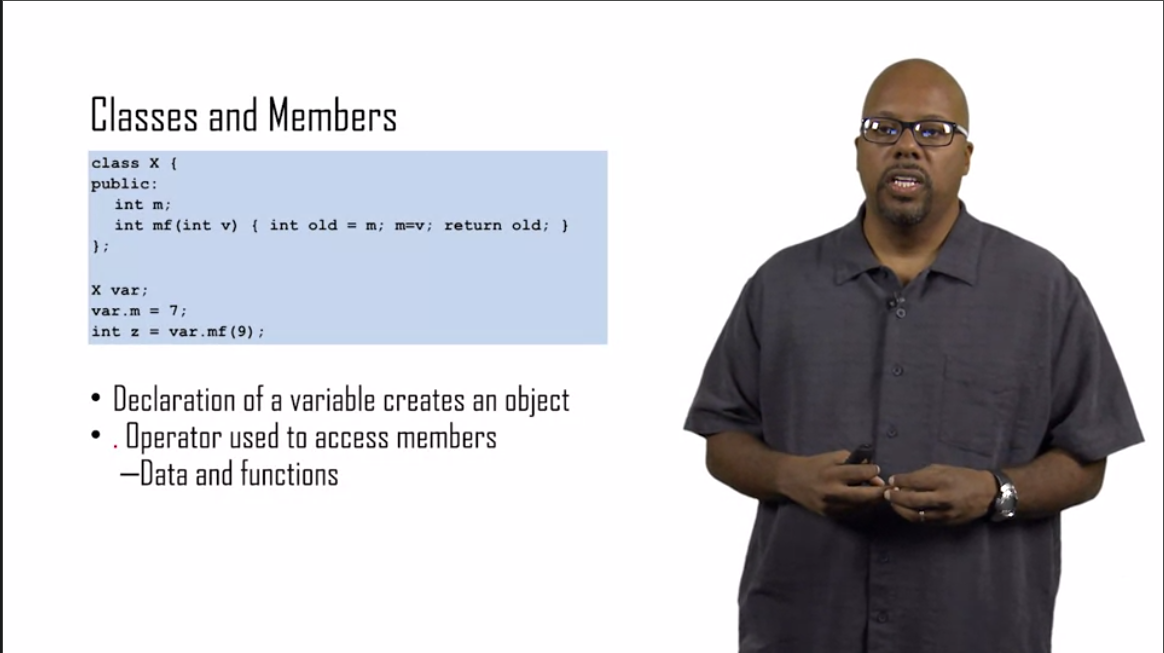 Classes and Members
class X {
public:
int m;
int mf(int v) { int old = m; m=v; return old; }
};
X var;
var.m = 7;
int z = var.mf(9);
• Declaration of a variable creates an object
• . Operator used to access members
—Data and functions